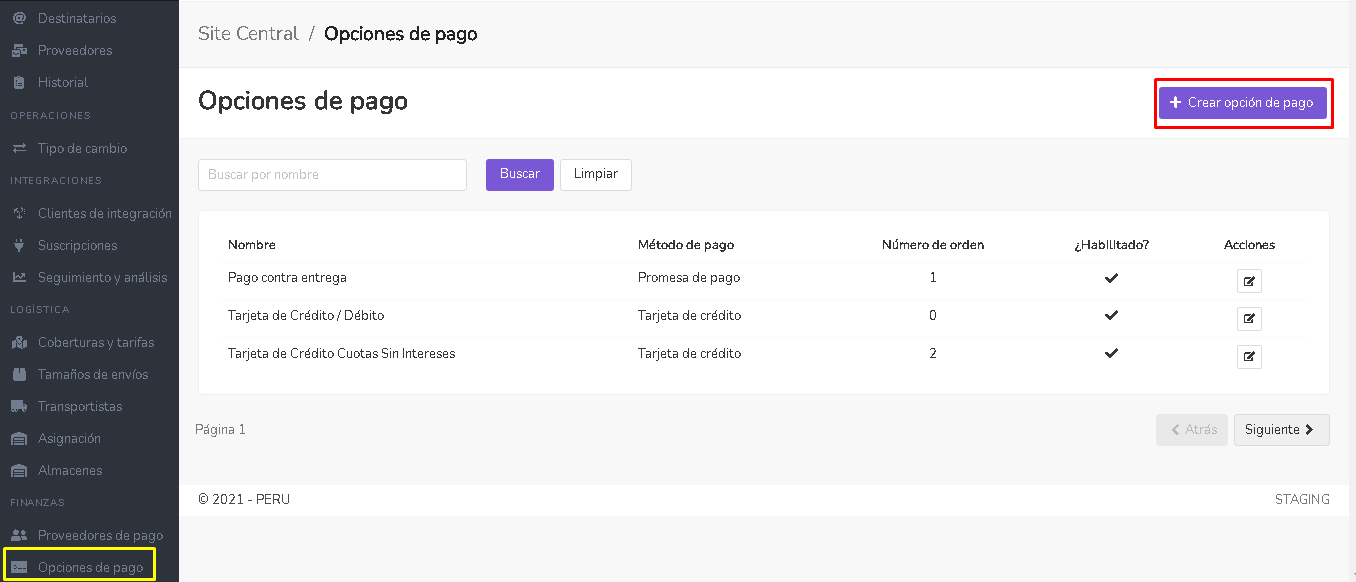 Destinatarios
Proveedores
Historial
OPERACIONES
Tipo de cambio
INTEGRACIONES
Clientes de integración
Suscripciones
Seguimiento y análisis
LOGÍSTICA
Coberturas y tarifas
Tamaños de envíos
Transportistas
Asignación
Almacenes
FINANZAS
Proveedores de pago
Opciones de pago
Site Central / Opciones de pago
Opciones de pago
+ Crear opción de pago
Buscar por nombre
Buscar
Limpiar
Nombre Método de pago Número de orden ¿Habilitado? Acciones
Pago contra entrega Promesa de pago 1
Tarjeta de Crédito / Débito Tarjeta de crédito 0
Tarjeta de Crédito Cuotas Sin Intereses Tarjeta de crédito 2
Página 1
Atrás
Siguiente
© 2021 - PERU
STAGING